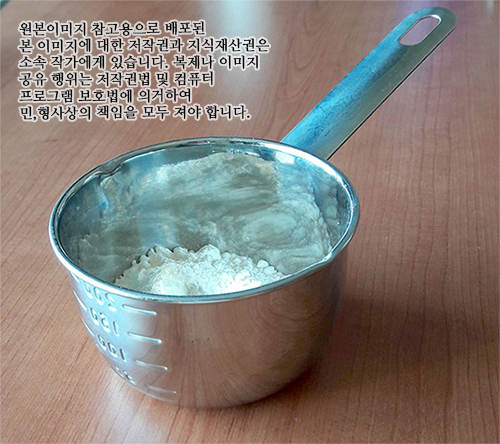 원본이미지 참고용으로 배포된
본 이미지에 대한 저작권과 지식재산권은
소속 작가에게 있습니다. 복제나 이미지
공유 행위는 저작권법 및 컴퓨터
프로그램 보호법에 의거하여
민,형사상의 책임을 모두 져야 합니다.
200
150
100